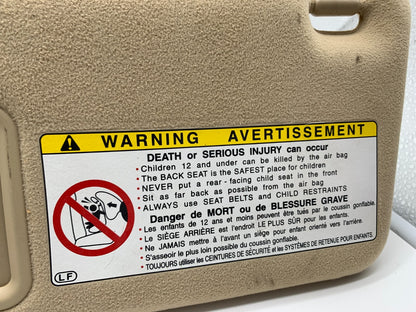 WARNING AVERTISSEMENT
DEATH or SERIOUS INJURY can occur
• Children 12 and under can be killed by the air bag
• The BACK SEAT is the SAFEST place for children
• NEVER put a rear-facing child seat in the front
• Sit as far back as possible from the air bag
• ALWAYS use SEAT BELTS and CHILD RESTRAINTS
Danger de MORT ou de BLESSURE GRAVE
• Les enfants de 12 ans et moins peuvent être tués par le coussin gonflable.
• Le SIÈGE ARRIÈRE est l'endroit LE PLUS SÛR pour les enfants.
• Ne JAMAIS mettre à l'avant un siège pour enfant orienté vers l'arrière.
• S'asseoir le plus loin possible du coussin gonflable.
• TOUJOURS utiliser les CEINTURES DE SÉCURITÉ et les SYSTÈMES DE RETENUE POUR ENFANTS.
LF